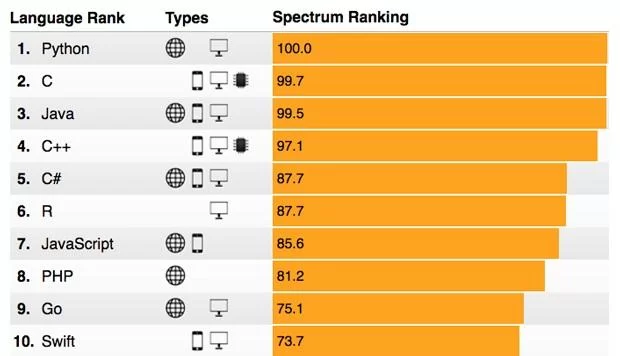 Language Rank Types Spectrum Ranking
1. Python 100.0
2. C 99.7
3. Java 99.5
4. C++ 97.1
5. C# 87.7
6. R 87.7
7. JavaScript 85.6
8. PHP 81.2
9. Go 75.1
10. Swift 73.7